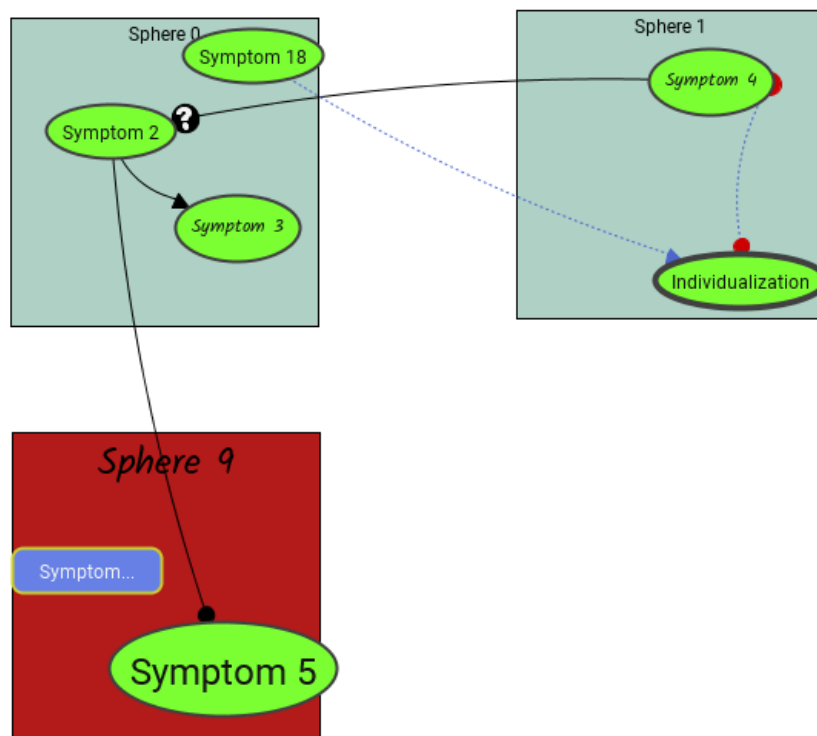 Sphere 0
Symptom 18
Symptom 2
?
Symptom 3
Sphere 1
Symptom 4
Individualization
Sphere 9
Symptom...
Symptom 5